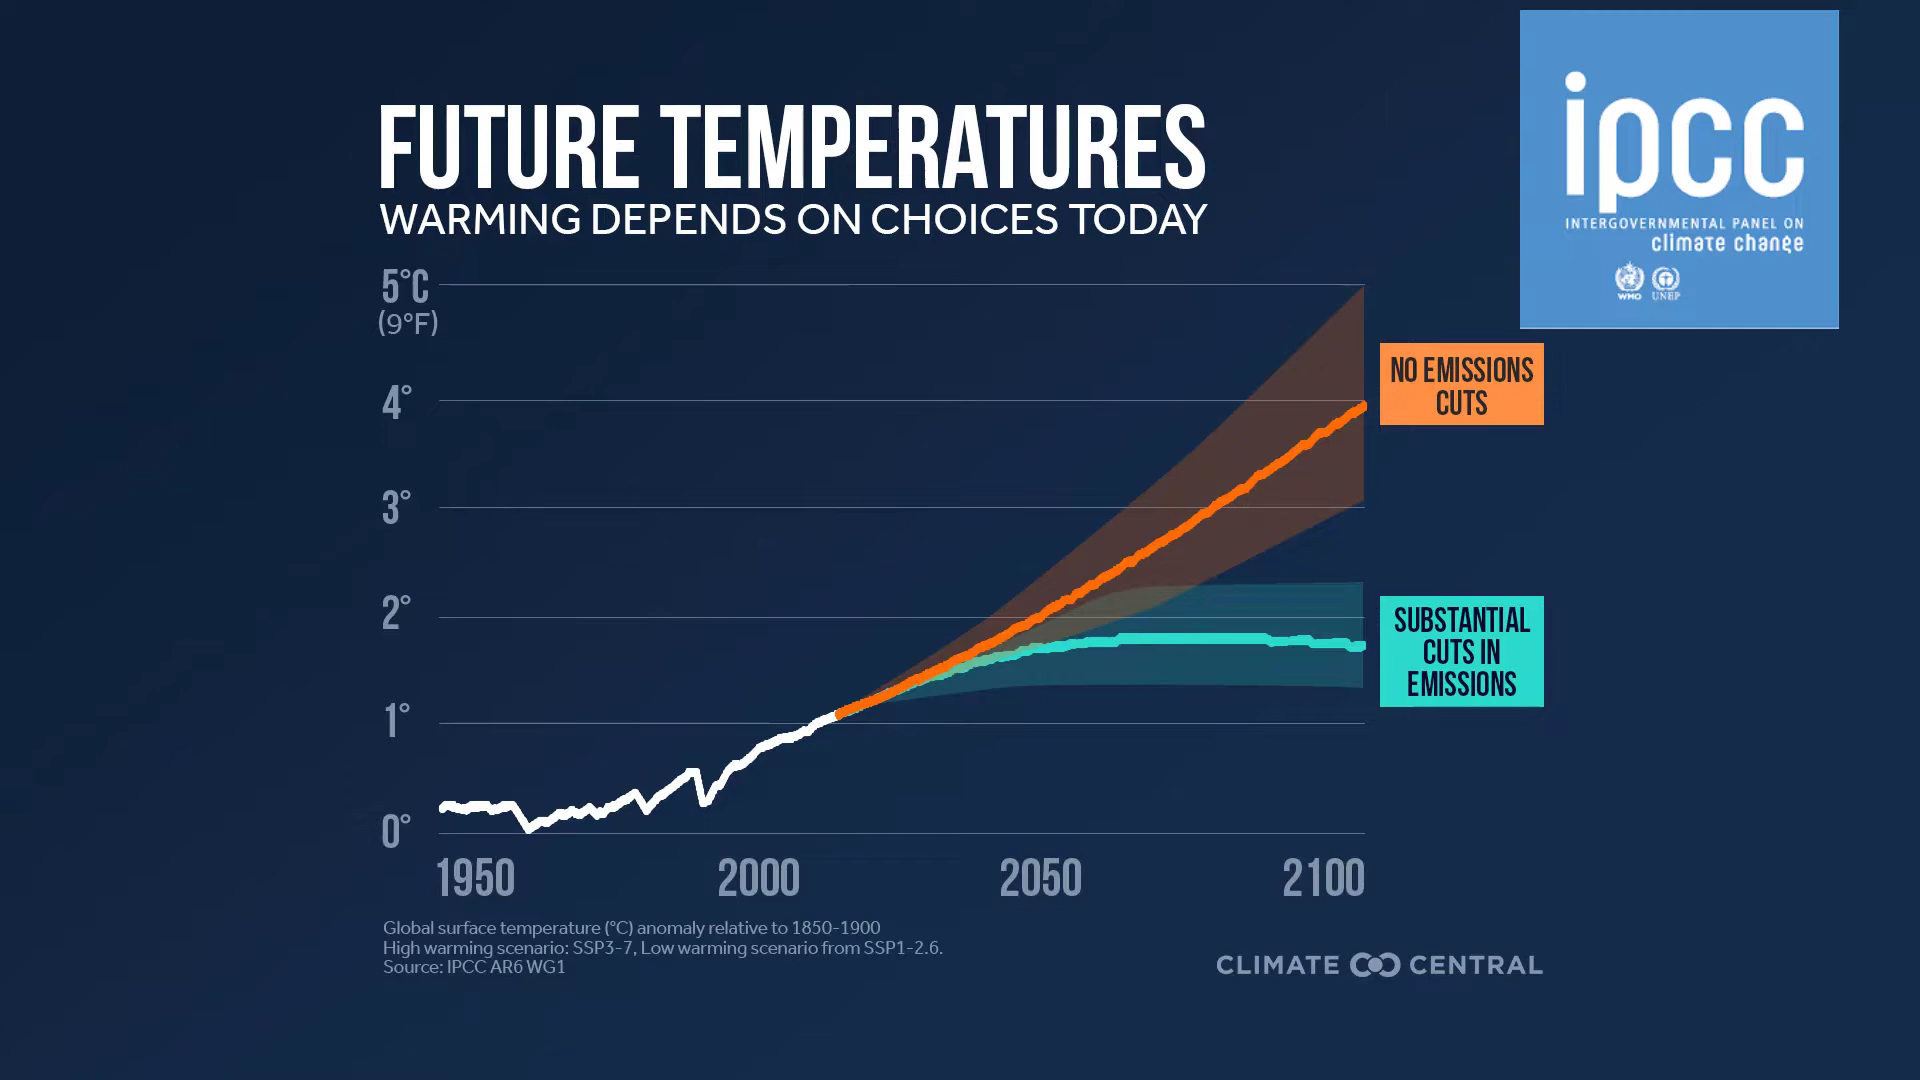 FUTURE TEMPERATURES
WARMING DEPENDS ON CHOICES TODAY
ipcc
INTERGOVERNMENTAL PANEL ON
climate change
WMO
UNEP
5°C
(9°F)
4°
3°
2°
1°
0°
NO EMISSIONS
CUTS
SUBSTANTIAL
CUTS IN
EMISSIONS
1950
2000
2050
2100
Global surface temperature (°C) anomaly relative to 1850-1900
High warming scenario: SSP3-7, Low warming scenario from SSP1-2.6.
Source: IPCC AR6 WG1
CLIMATE CENTRAL